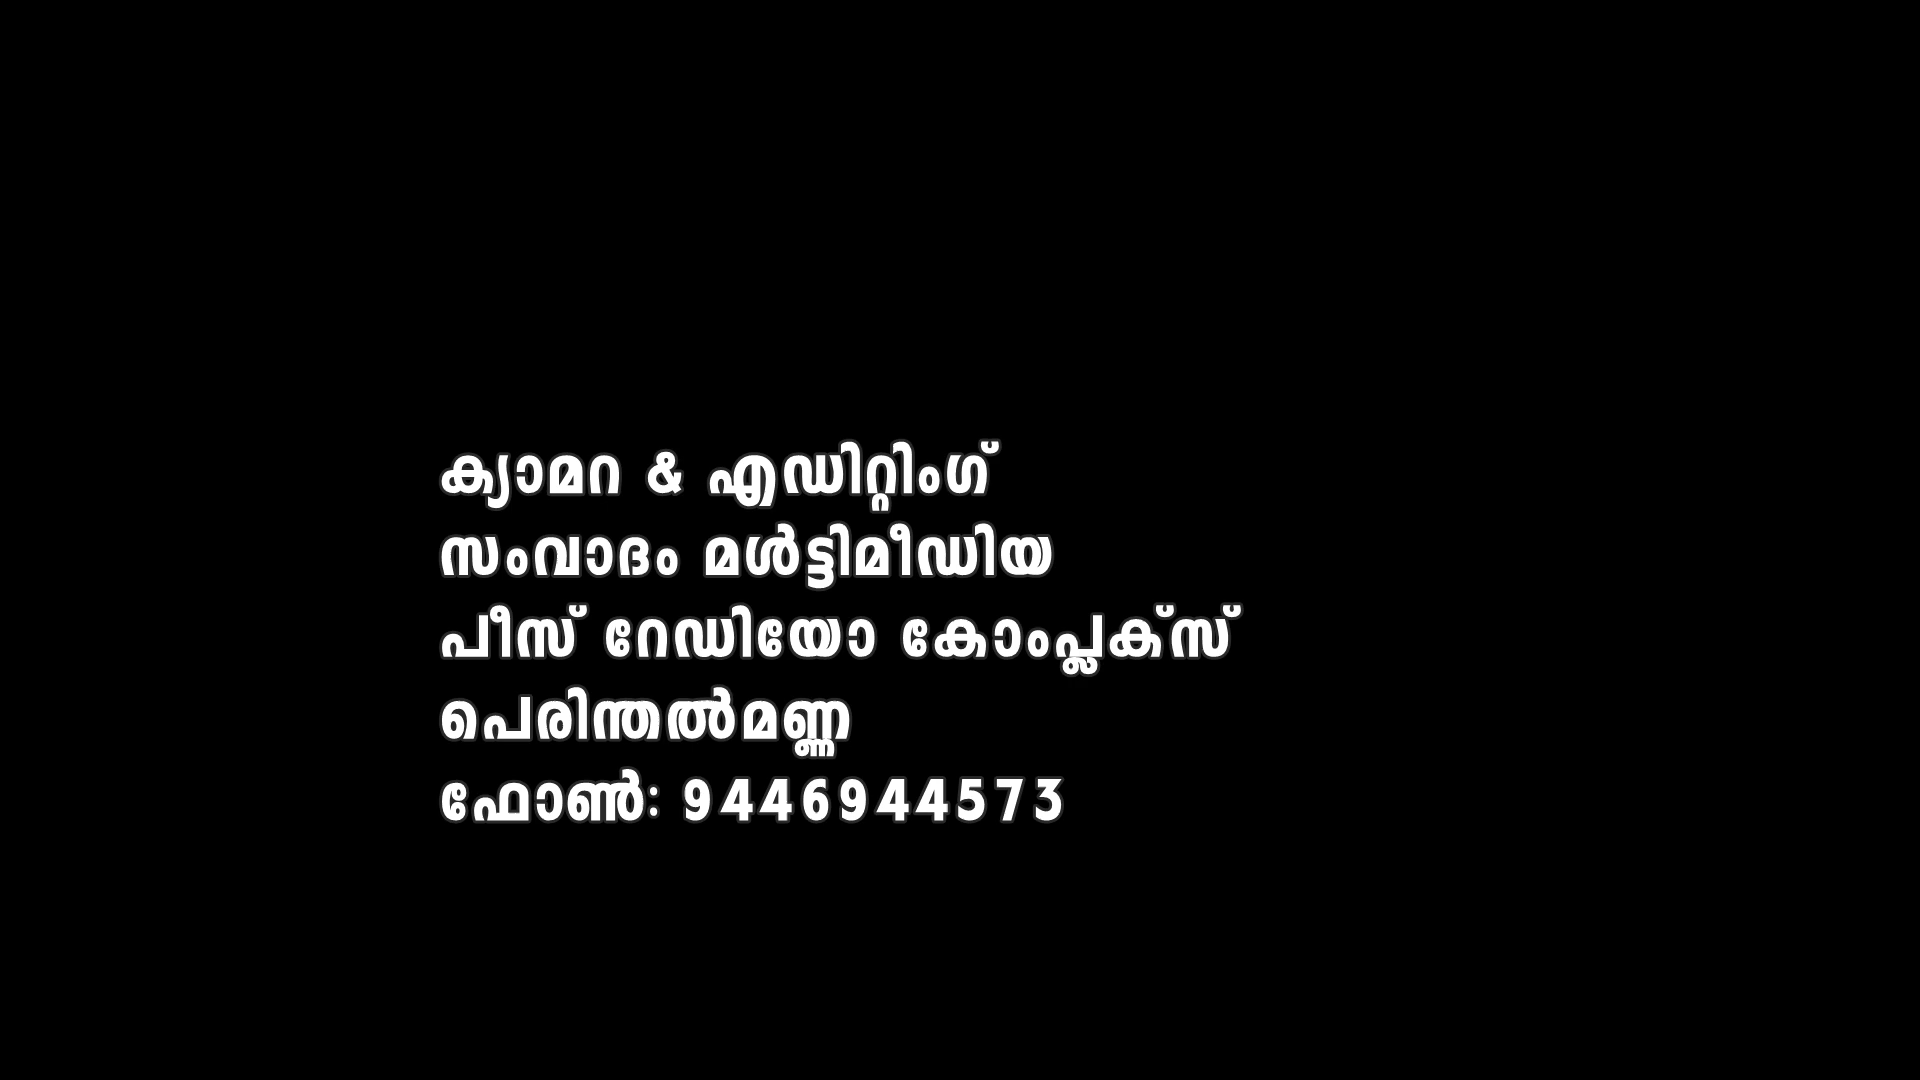 ക്യാമറ & എഡിറ്റിംഗ്
സംവാദം മൾട്ടിമീഡിയ
പീസ് റേഡിയോ കോംപ്ലക്സ്
പെരിന്തൽമണ്ണ
ഫോൺ: 9446944573